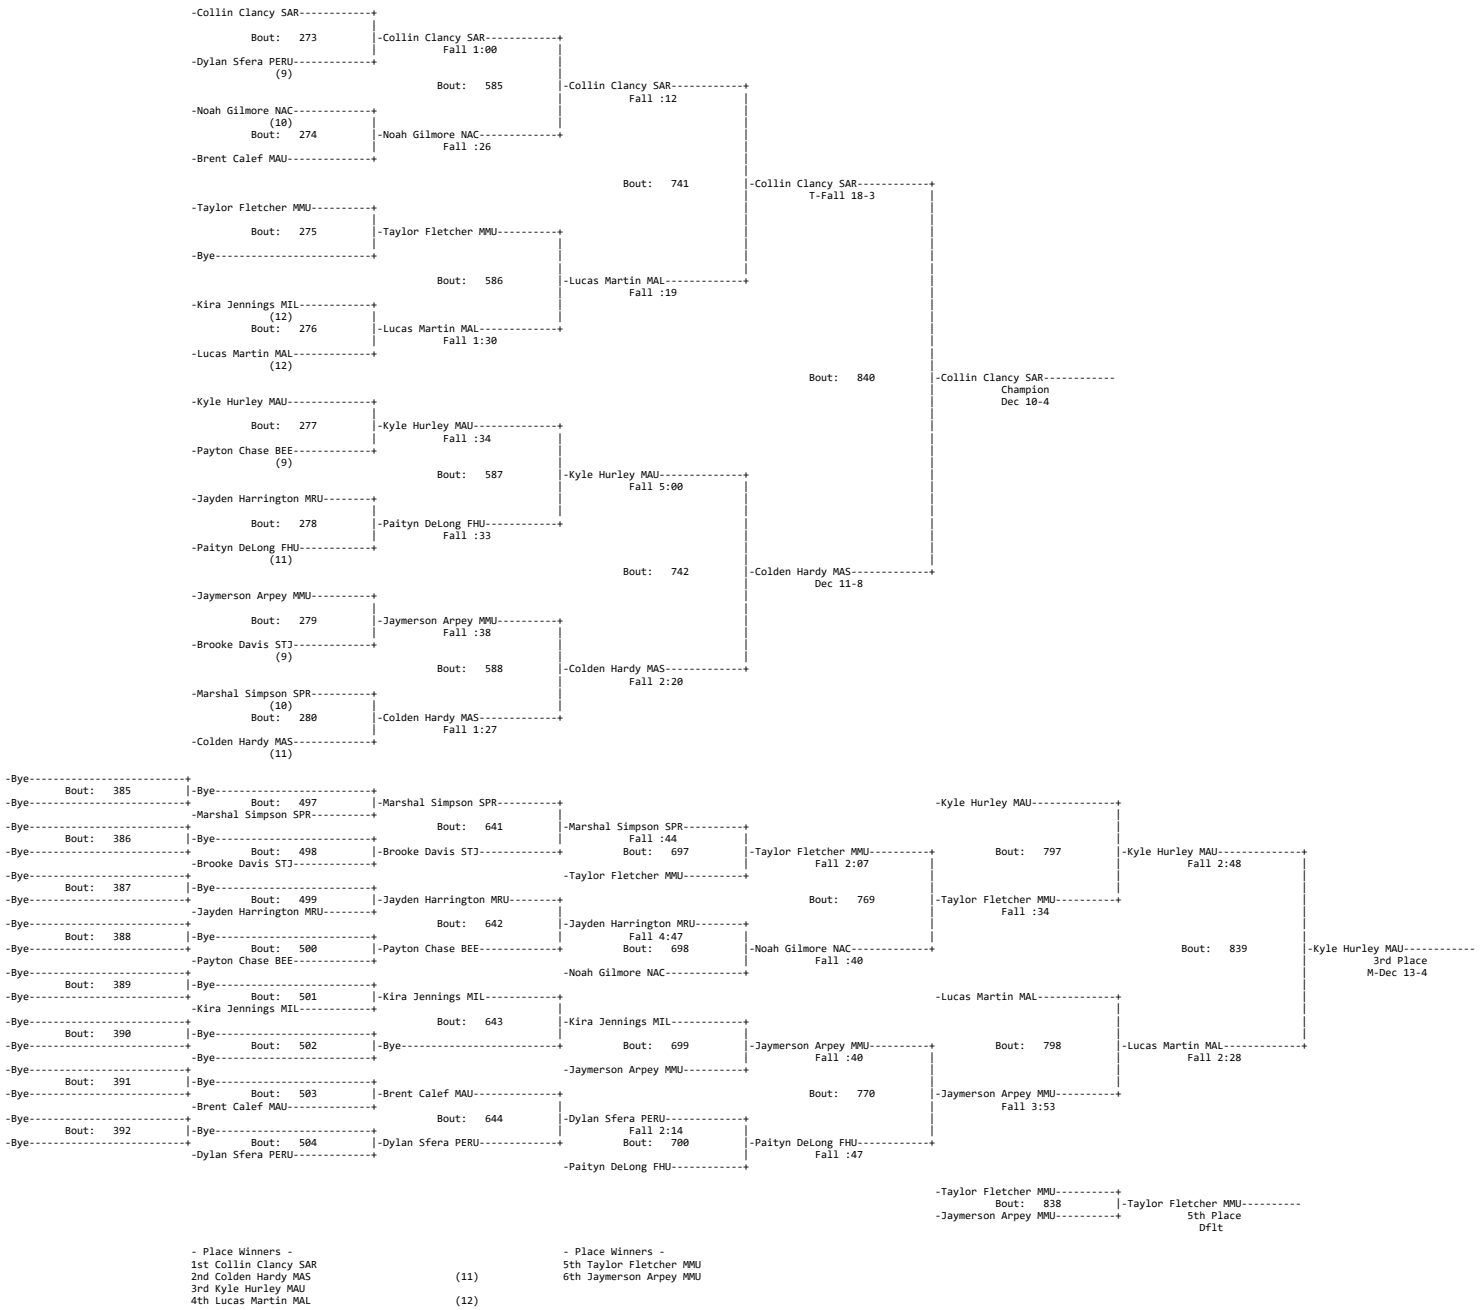 -Collin Clancy SAR------------+
Bout: 273 |-Collin Clancy SAR------------+
Fall 1:00
-Dylan Sfera PERU-------------+
(9)
Bout: 585 |-Collin Clancy SAR------------+
Fall :12
-Noah Gilmore NAC-------------+
(10)
Bout: 274 |-Noah Gilmore NAC-------------+
Fall :26
-Brent Calef MAU--------------+
Bout: 741 |-Collin Clancy SAR------------+
T-Fall 18-3
-Taylor Fletcher MMU----------+
Bout: 275 |-Taylor Fletcher MMU----------+
-Bye--------------------------+
Bout: 586 |-Lucas Martin MAL-------------+
Fall :19
-Kira Jennings MIL------------+
(12)
Bout: 276 |-Lucas Martin MAL-------------+
Fall 1:30
-Lucas Martin MAL-------------+
(12)
Bout: 840 |-Collin Clancy SAR------------
Champion
Dec 10-4
-Kyle Hurley MAU--------------+
Bout: 277 |-Kyle Hurley MAU--------------+
Fall :34
-Payton Chase BEE-------------+
(9)
Bout: 587 |-Kyle Hurley MAU--------------+
Fall 5:00
-Jayden Harrington MRU--------+
Bout: 278 |-Paityn DeLong FHU------------+
Fall :33
-Paityn DeLong FHU------------+
(11)
Bout: 742 |-Colden Hardy MAS-------------+
Dec 11-8
-Jaymerson Arpey MMU----------+
Bout: 279 |-Jaymerson Arpey MMU----------+
Fall :38
-Brooke Davis STJ-------------+
(9)
Bout: 588 |-Colden Hardy MAS-------------+
Fall 2:20
-Marshal Simpson SPR----------+
(10)
Bout: 280 |-Colden Hardy MAS-------------+
Fall 1:27
-Colden Hardy MAS-------------+
(11)
-Bye--------------------------+
Bout: 385 |-Bye--------------------------+
-Bye--------------------------+ Bout: 497 |-Marshal Simpson SPR----------+ -Kyle Hurley MAU--------------+
-Marshal Simpson SPR----------+
-Bye--------------------------+ Bout: 641 |-Marshal Simpson SPR----------+
Bout: 386 |-Bye--------------------------+ Fall :44
-Bye--------------------------+ Bout: 498 |-Brooke Davis STJ-------------+ Bout: 697 |-Taylor Fletcher MMU----------+ Bout: 797 |-Kyle Hurley MAU--------------+
-Brooke Davis STJ-------------+ Fall 2:07 Fall 2:48
-Bye--------------------------+ -Taylor Fletcher MMU----------+
Bout: 387 |-Bye--------------------------+
-Bye--------------------------+ Bout: 499 |-Jayden Harrington MRU--------+ Bout: 769 |-Taylor Fletcher MMU----------+
-Jayden Harrington MRU--------+ Fall :34
-Bye--------------------------+ Bout: 642 |-Jayden Harrington MRU--------+
Bout: 388 |-Bye--------------------------+ Fall 4:47
-Bye--------------------------+ Bout: 500 |-Payton Chase BEE-------------+ Bout: 698 |-Noah Gilmore NAC-------------+ Bout: 839 |-Kyle Hurley MAU------------
-Payton Chase BEE-------------+ Fall :40 3rd Place
-Bye--------------------------+ -Noah Gilmore NAC-------------+ M-Dec 13-4
Bout: 389 |-Bye--------------------------+
-Bye--------------------------+ Bout: 501 |-Kira Jennings MIL------------+ -Lucas Martin MAL-------------+
-Kira Jennings MIL------------+
-Bye--------------------------+ Bout: 643 |-Kira Jennings MIL------------+
Bout: 390 |-Bye--------------------------+
-Bye--------------------------+ Bout: 502 |-Bye--------------------------+ Bout: 699 |-Jaymerson Arpey MMU----------+ Bout: 798 |-Lucas Martin MAL-------------+
-Bye--------------------------+ Fall :40 Fall 2:28
-Bye--------------------------+ -Jaymerson Arpey MMU----------+
Bout: 391 |-Bye--------------------------+
-Bye--------------------------+ Bout: 503 |-Brent Calef MAU--------------+ Bout: 770 |-Jaymerson Arpey MMU----------+
-Brent Calef MAU--------------+ Fall 3:53
-Bye--------------------------+ Bout: 644 |-Dylan Sfera PERU-------------+
Bout: 392 |-Bye--------------------------+ Fall 2:14
-Bye--------------------------+ Bout: 504 |-Dylan Sfera PERU-------------+ Bout: 700 |-Paityn DeLong FHU------------+
-Dylan Sfera PERU-------------+ Fall :47
-Paityn DeLong FHU------------+
-Taylor Fletcher MMU----------+
Bout: 838 |-Taylor Fletcher MMU----------
-Jaymerson Arpey MMU----------+ 5th Place
Dflt
- Place Winners - - Place Winners -
1st Collin Clancy SAR 5th Taylor Fletcher MMU
2nd Colden Hardy MAS (11) 6th Jaymerson Arpey MMU
3rd Kyle Hurley MAU
4th Lucas Martin MAL (12)